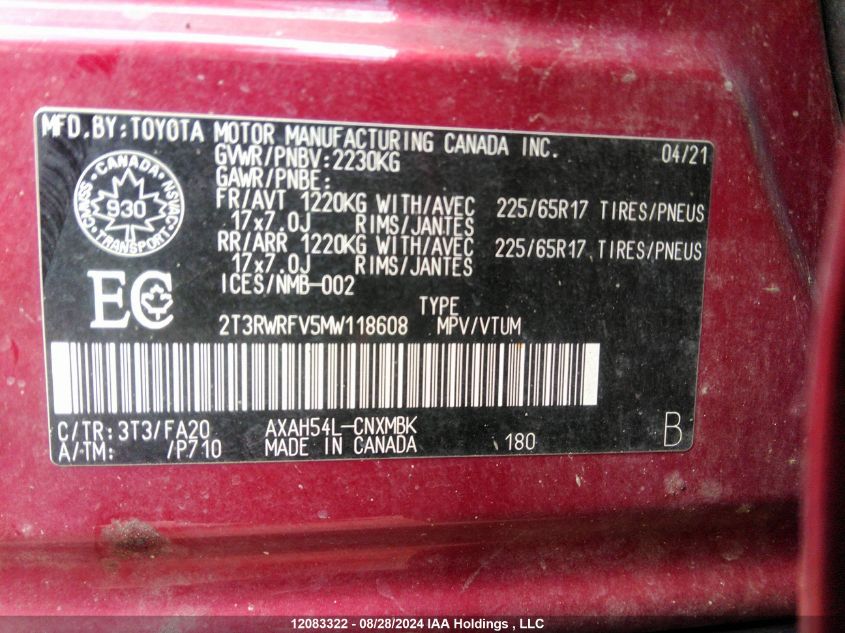 MFD.BY:TOYOTA MOTOR MANUFACTURING CANADA INC. 04/21
GVWR/PNBV:2230KG
GAWR/PNBE:
FR/AVT 1220KG WITH/AVEC 225/65R17 TIRES/PNEUS
17x7.0J RIMS/JANTES
RR/ARR 1220KG WITH/AVEC 225/65R17 TIRES/PNEUS
17x7.0J RIMS/JANTES
ICES/NMB-002
CANADA
CMVSS
930
NSVAC
TRANSPORT
EC
TYPE
2T3RWRFV5MW118608 MPV/VTUM
C/TR:3T3/FA20 AXAH54L-CNXMBK
A/TM: /P710 MADE IN CANADA 180 B
12083322 - 08/28/2024 IAA Holdings , LLC